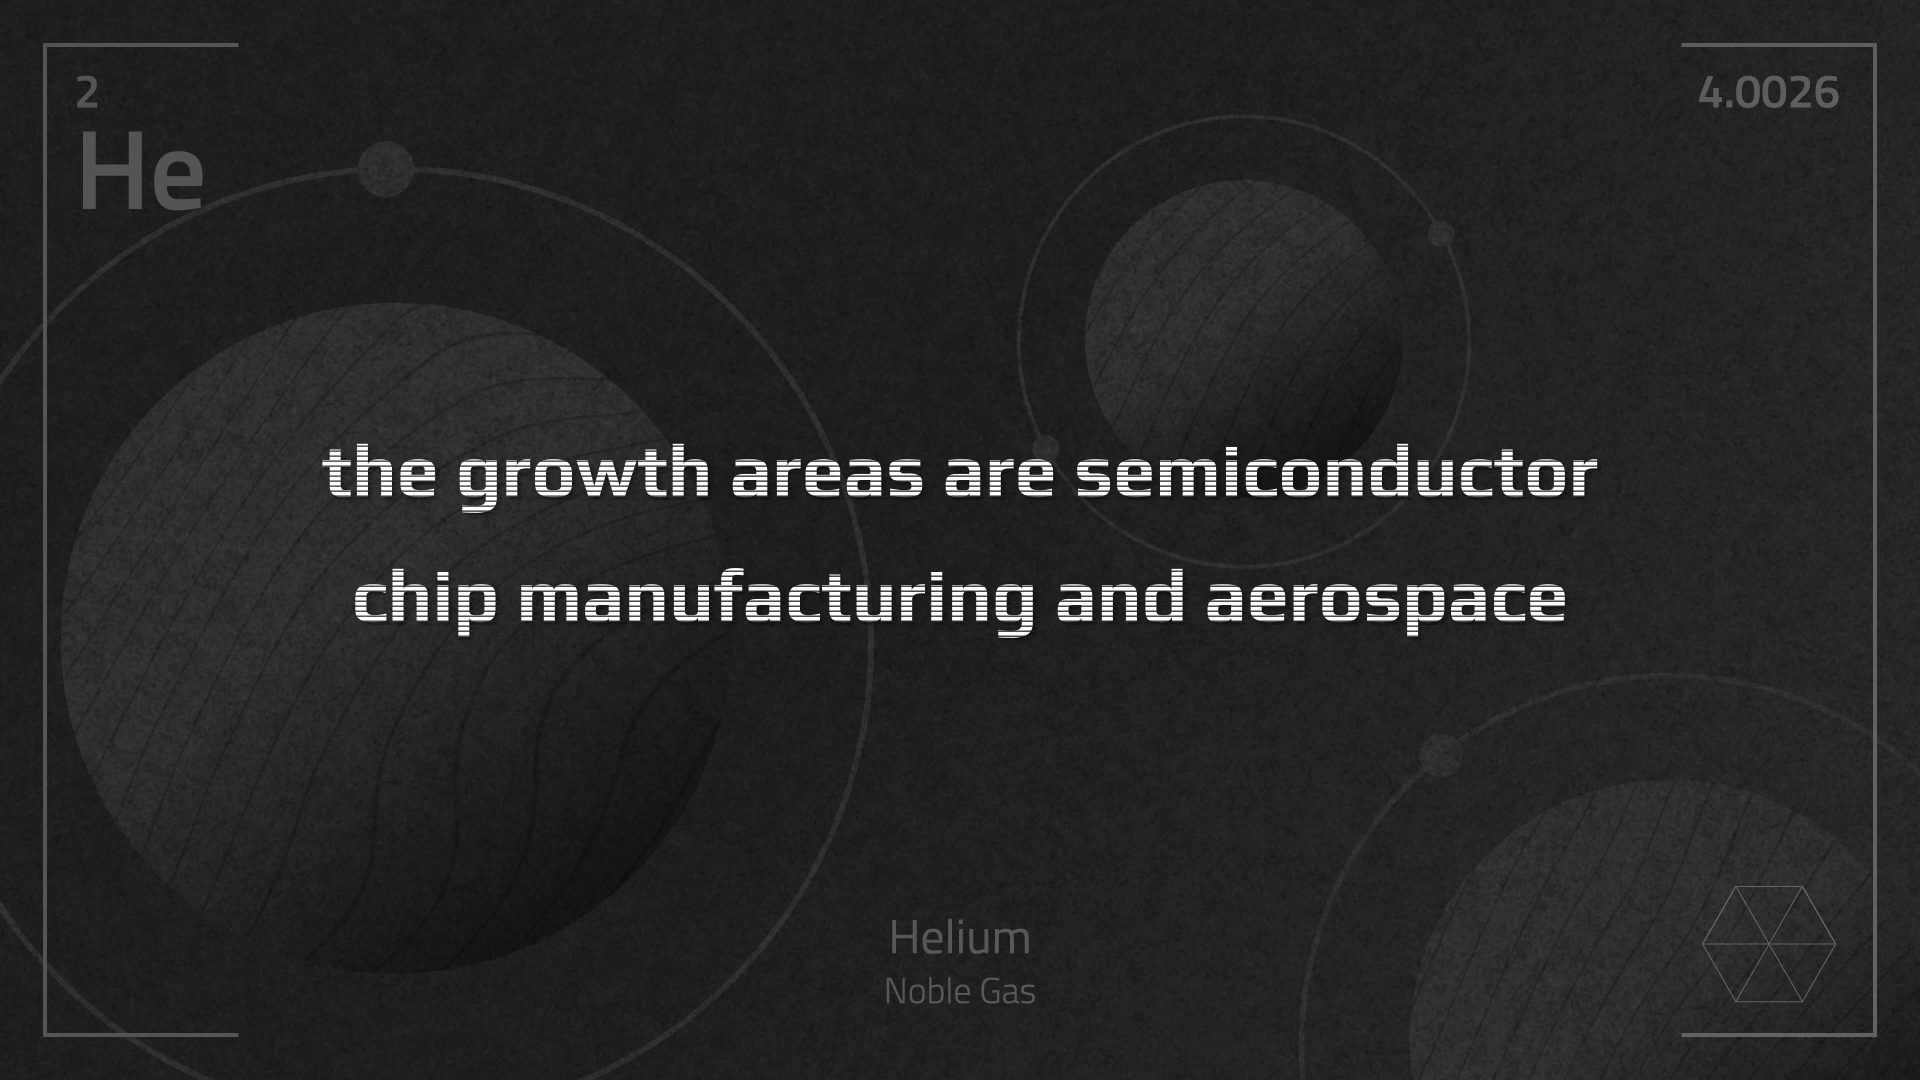 2
4.0026
He
the growth areas are semiconductor
chip manufacturing and aerospace
Helium
Noble Gas